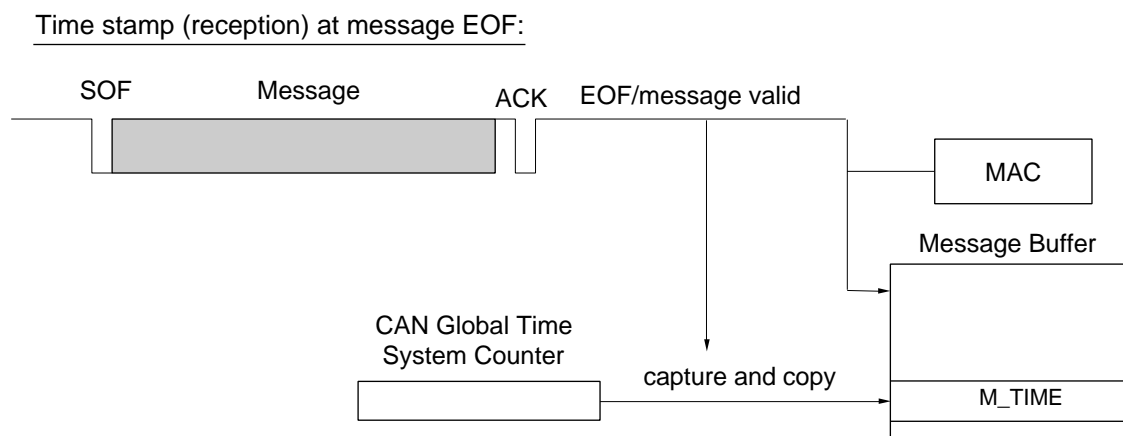 Time stamp (reception) at message EOF:
SOF
Message
ACK
EOF/message valid
MAC
Message Buffer
CAN Global Time
System Counter
capture and copy
M_TIME